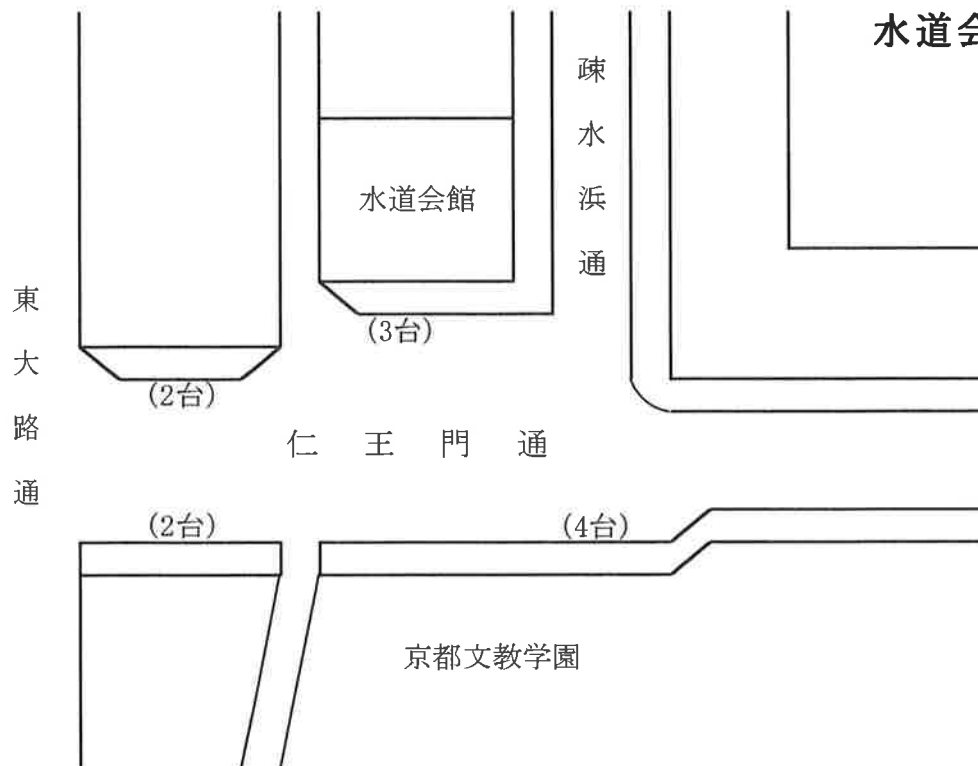 水道会
疎水浜通
水道会館
東大路通
(3台)
(2台)
仁王門通
(2台)
(4台)
京都文教学園